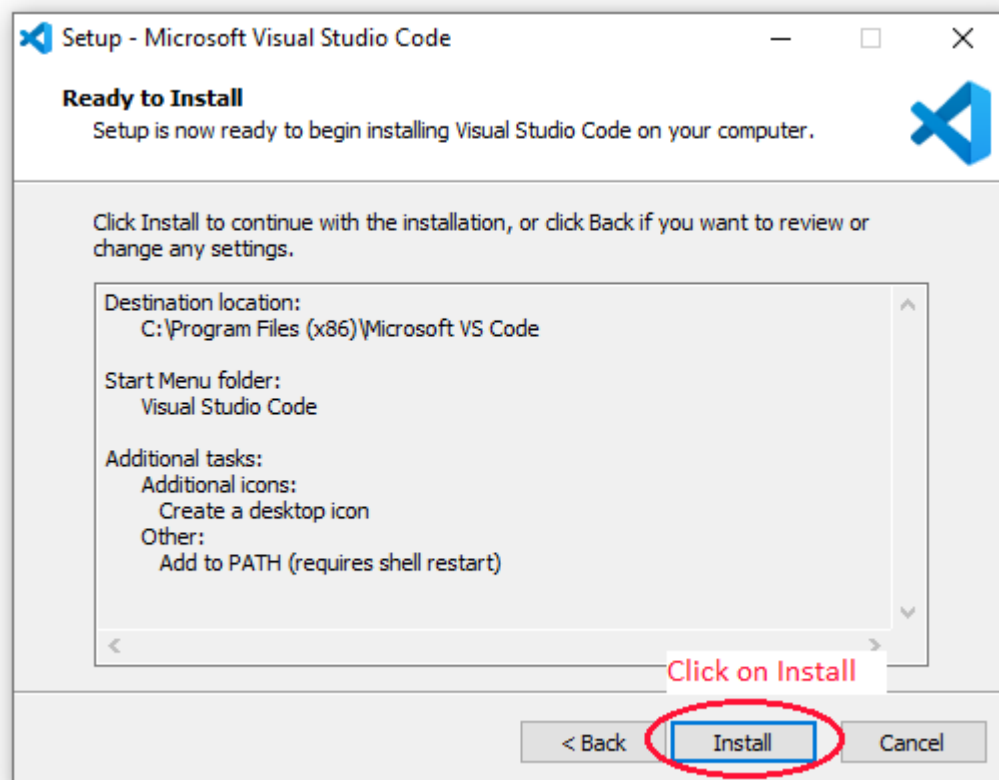 Setup - Microsoft Visual Studio Code
Ready to Install
Setup is now ready to begin installing Visual Studio Code on your computer.
Click Install to continue with the installation, or click Back if you want to review or
change any settings.
Destination location:
C:\Program Files (x86)\Microsoft VS Code
Start Menu folder:
Visual Studio Code
Additional tasks:
Additional icons:
Create a desktop icon
Other:
Add to PATH (requires shell restart)
Click on Install
< Back
Install
Cancel